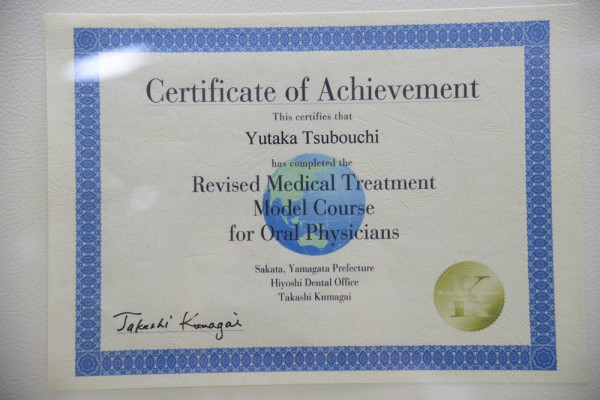 Certificate of Achievement
This certifies that
Yutaka Tsubouchi
has completed the
Revised Medical Treatment
Model Course
for Oral Physicians
Sakata, Yamagata Prefecture
Hiyoshi Dental Office
Takashi Kumagai
K
Takashi Kumagai